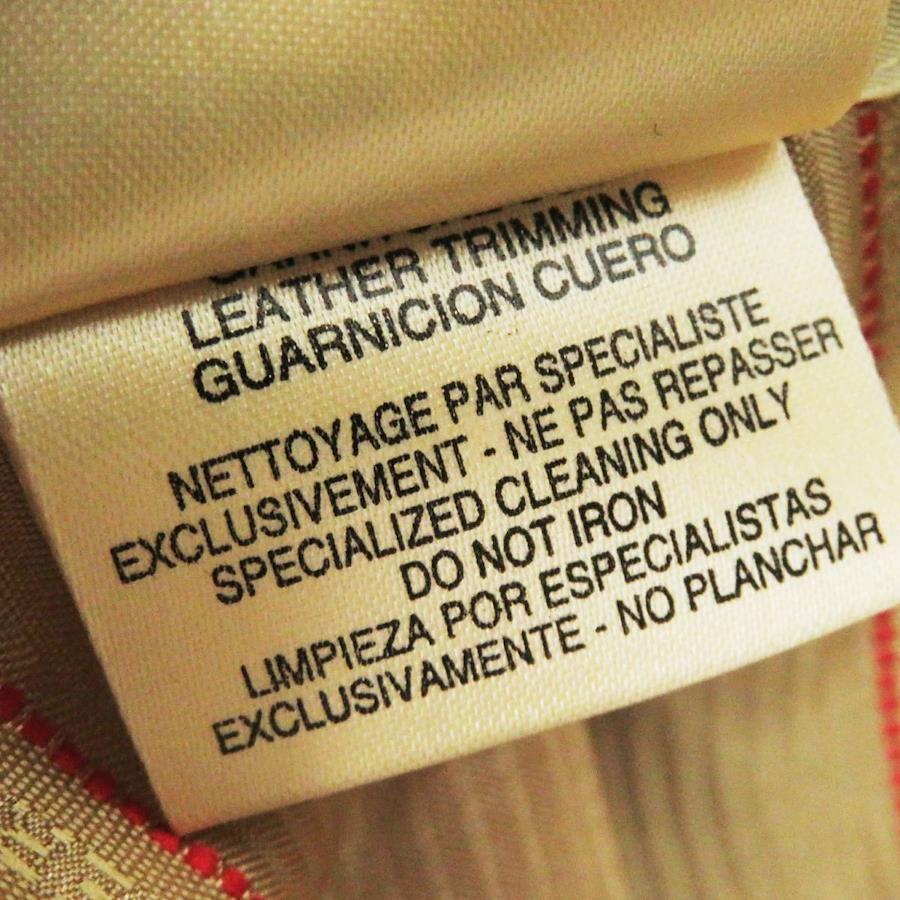 LEATHER TRIMMING
GUARNICION CUERO
NETTOYAGE PAR SPECIALISTE
EXCLUSIVEMENT - NE PAS REPASSER
SPECIALIZED CLEANING ONLY
DO NOT IRON
LIMPIEZA POR ESPECIALISTAS
EXCLUSIVAMENTE - NO PLANCHAR